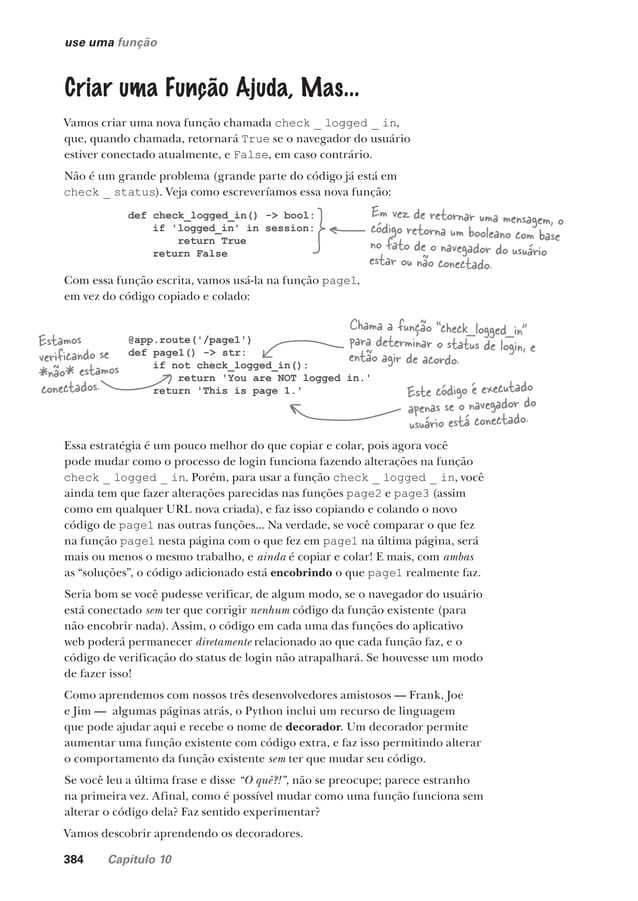 use uma função
Criar uma Função Ajuda, Mas...
Vamos criar uma nova função chamada check _ logged _ in,
que, quando chamada, retornará True se o navegador do usuário
estiver conectado atualmente, e False, em caso contrário.
Não é um grande problema (grande parte do código já está em
check _ status). Veja como escreveríamos essa nova função:
def check_logged_in() -> bool:
    if 'logged_in' in session:
        return True
    return False
Em vez de retornar uma mensagem, o
código retorna um booleano com base
no fato de o navegador do usuário
estar ou não conectado.
Com essa função escrita, vamos usá-la na função page1,
em vez do código copiado e colado:
Estamos
verificando se
*não* estamos
conectados.
@app.route('/page1')
def page1() -> str:
    if not check_logged_in():
        return 'You are NOT logged in.'
    return 'This is page 1.'
Chama a função “check_logged_in”
para determinar o status de login, e
então agir de acordo.
Este código é executado
apenas se o navegador do
usuário está conectado.
Essa estratégia é um pouco melhor do que copiar e colar, pois agora você
pode mudar como o processo de login funciona fazendo alterações na função
check _ logged _ in. Porém, para usar a função check _ logged _ in, você
ainda tem que fazer alterações parecidas nas funções page2 e page3 (assim
como em qualquer URL nova criada), e faz isso copiando e colando o novo
código de page1 nas outras funções... Na verdade, se você comparar o que fez
na função page1 nesta página com o que fez em page1 na última página, será
mais ou menos o mesmo trabalho, e ainda é copiar e colar! E mais, com ambas
as “soluções”, o código adicionado está encobrindo o que page1 realmente faz.
Seria bom se você pudesse verificar, de algum modo, se o navegador do usuário
está conectado sem ter que corrigir nenhum código da função existente (para
não encobrir nada). Assim, o código em cada uma das funções do aplicativo
web poderá permanecer diretamente relacionado ao que cada função faz, e o
código de verificação do status de login não atrapalhará. Se houvesse um modo
de fazer isso!
Como aprendemos com nossos três desenvolvedores amistosos — Frank, Joe
e Jim — algumas páginas atrás, o Python inclui um recurso de linguagem
que pode ajudar aqui e recebe o nome de decorador. Um decorador permite
aumentar uma função existente com código extra, e faz isso permitindo alterar
o comportamento da função existente sem ter que mudar seu código.
Se você leu a última frase e disse “O quê?!”, não se preocupe; parece estranho
na primeira vez. Afinal, como é possível mudar como uma função funciona sem
alterar o código dela? Faz sentido experimentar?
Vamos descobrir aprendendo os decoradores.
384 Capítulo 10